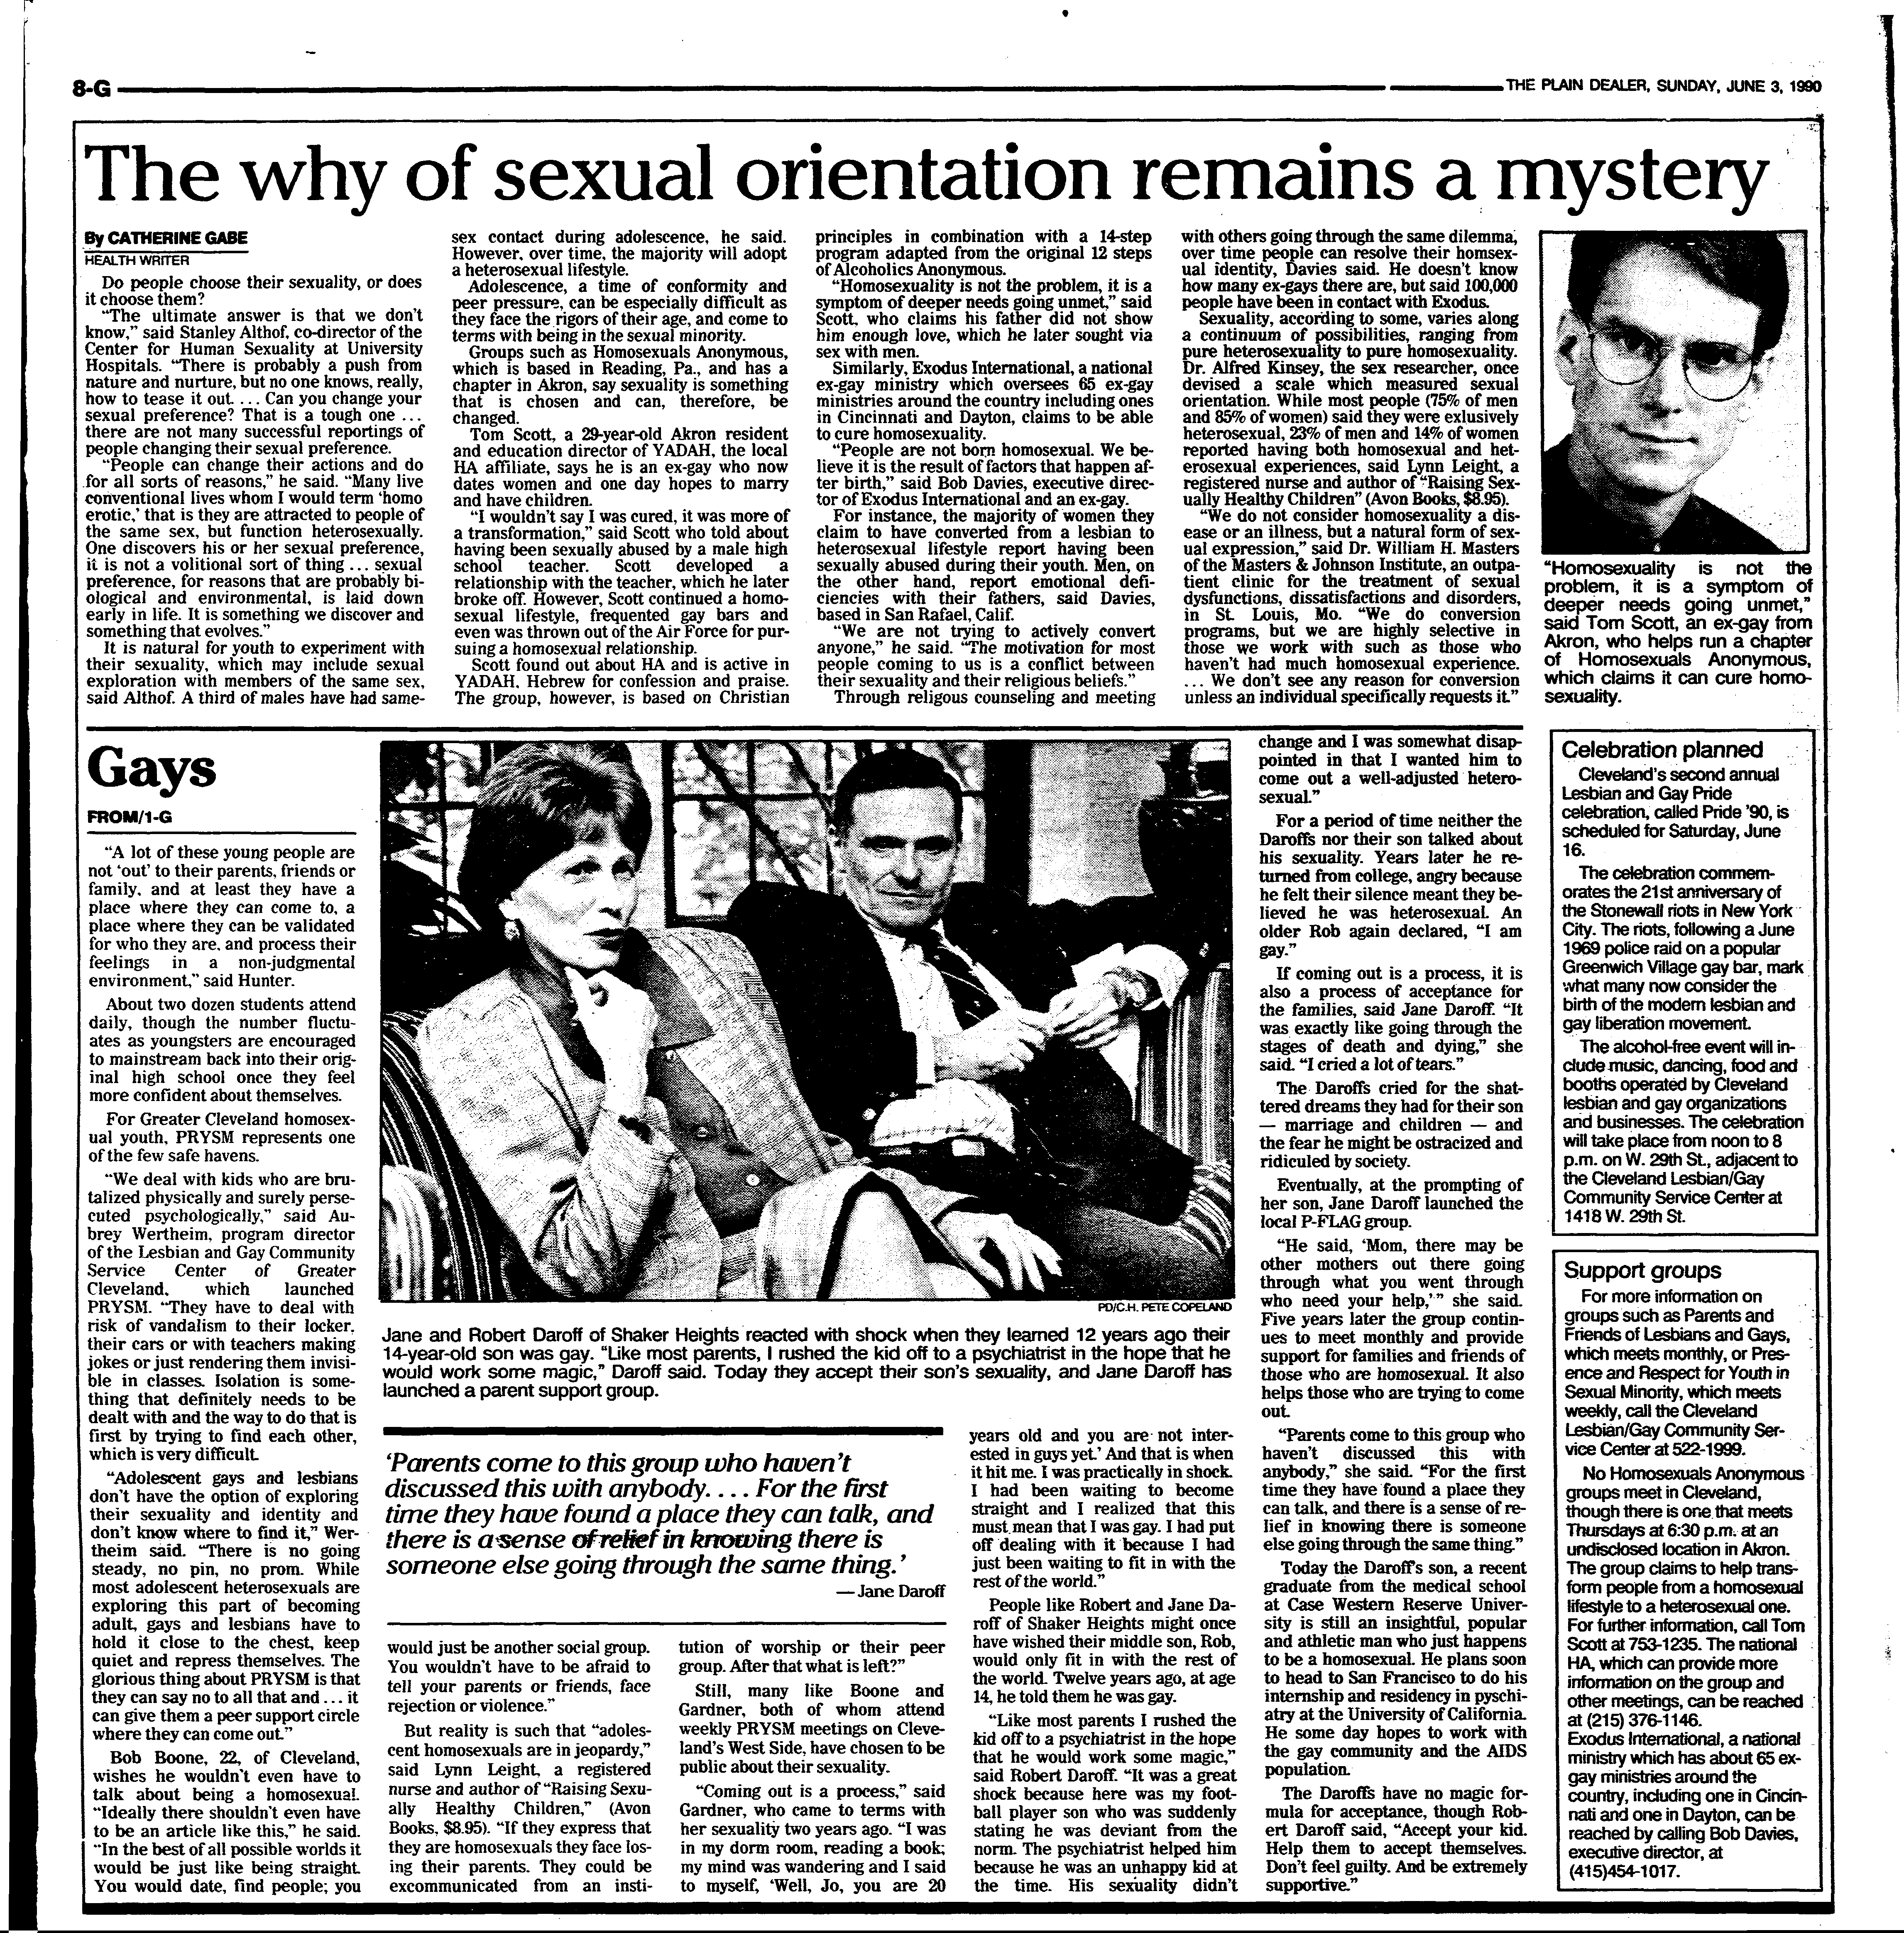 8-G
THE PLAIN DEALER, SUNDAY, JUNE 3, 1990
The why of sexual orientation remains a mystery
By CATHERINE GABE
HEALTH WRITER
Do people choose their sexuality, or does
it choose them?
"The ultimate answer is that we don't
know," said Stanley Althof, co-director of the
Center for Human Sexuality at University
Hospitals. "There is probably a push from
nature and nurture, but no one knows, really,
how to tease it out. ... Can you change your
sexual preference? That is a tough one ...
there are not many successful reportings of
people changing their sexual preference.
"People can change their actions and do
for all sorts of reasons," he said. "Many live
conventional lives whom I would term 'homo
erotic,' that is they are attracted to people of
the same sex, but function heterosexually.
One discovers his or her sexual preference,
it is not a volitional sort of thing ... sexual
preference, for reasons that are probably bi-
ological and environmental, is laid down
early in life. It is something we discover and
something that evolves."
It is natural for youth to experiment with
their sexuality, which may include sexual
exploration with members of the same sex,
said Althof. A third of males have had same-
sex contact during adolescence, he said.
However, over time, the majority will adopt
a heterosexual lifestyle.
Adolescence, a time of conformity and
peer pressure, can be especially difficult as
they face the rigors of their age, and come to
terms with being in the sexual minority.
Groups such as Homosexuals Anonymous,
which is based in Reading, Pa., and has a
chapter in Akron, say sexuality is something
that is chosen and can, therefore, be
changed.
Tom Scott, a 29-year-old Akron resident
and education director of YADAH, the local
HA affiliate, says he is an ex-gay who now
dates women and one day hopes to marry
and have children.
"I wouldn't say I was cured, it was more of
a transformation," said Scott who told about
having been sexually abused by a male high
school teacher. Scott developed a
relationship with the teacher, which he later
broke off. However, Scott continued a homo-
sexual lifestyle, frequented gay bars and
even was thrown out of the Air Force for pur-
suing a homosexual relationship.
Scott found out about HA and is active in
YADAH, Hebrew for confession and praise.
The group, however, is based on Christian
principles in combination with a 14-step
program adapted from the original 12 steps
of Alcoholics Anonymous.
"Homosexuality is not the problem, it is a
symptom of deeper needs going unmet," said
Scott, who claims his father did not show
him enough love, which he later sought via
sex with men.
Similarly, Exodus International, a national
ex-gay ministry which oversees 65 ex-gay
ministries around the country including ones
in Cincinnati and Dayton, claims to be able
to cure homosexuality.
"People are not born homosexual. We be-
lieve it is the result of factors that happen af-
ter birth," said Bob Davies, executive direc-
tor of Exodus International and an ex-gay.
For instance, the majority of women they
claim to have converted from a lesbian to
heterosexual lifestyle report having been
sexually abused during their youth. Men, on
the other hand, report emotional defi-
ciencies with their fathers, said Davies,
based in San Rafael, Calif.
"We are not trying to actively convert
anyone," he said. "The motivation for most
people coming to us is a conflict between
their sexuality and their religious beliefs."
Through religous counseling and meeting
with others going through the same dilemma,
over time people can resolve their homsex-
ual identity, Davies said. He doesn't know
how many ex-gays there are, but said 100,000
people have been in contact with Exodus.
Sexuality, according to some, varies along
a continuum of possibilities, ranging from
pure heterosexuality to pure homosexuality.
Dr. Alfred Kinsey, the sex researcher, once
devised a scale which measured sexual
orientation. While most people (75% of men
and 85% of women) said they were exlusively
heterosexual, 23% of men and 14% of women
reported having both homosexual and het-
erosexual experiences, said Lynn Leight, a
registered nurse and author of "Raising Sex-
ually Healthy Children" (Avon Books, $8.95).
"We do not consider homosexuality a dis-
ease or an illness, but a natural form of sex-
ual expression," said Dr. William H. Masters
of the Masters & Johnson Institute, an outpa-
tient clinic for the treatment of sexual
dysfunctions, dissatisfactions and disorders,
in St. Louis, Mo. "We do conversion
programs, but we are highly selective in
those we work with such as those who
haven't had much homosexual experience.
... We don't see any reason for conversion
unless an individual specifically requests it."
"Homosexuality is not the
problem, it is a symptom of
deeper needs going unmet,"
said Tom Scott, an ex-gay from
Akron, who helps run a chapter
of Homosexuals Anonymous,
which claims it can cure homo-
sexuality.
Gays
FROM/1-G
"A lot of these young people are
not 'out' to their parents, friends or
family, and at least they have a
place where they can come to, a
place where they can be validated
for who they are, and process their
feelings in a non-judgmental
environment," said Hunter.
About two dozen students attend
daily, though the number fluctu-
ates as youngsters are encouraged
to mainstream back into their orig-
inal high school once they feel
more confident about themselves.
For Greater Cleveland homosex-
ual youth, PRYSM represents one
of the few safe havens.
"We deal with kids who are bru-
talized physically and surely perse-
cuted psychologically," said Au-
brey Wertheim, program director
of the Lesbian and Gay Community
Service Center of Greater
Cleveland, which launched
PRYSM. "They have to deal with
risk of vandalism to their locker,
their cars or with teachers making
jokes or just rendering them invisi-
ble in classes. Isolation is some-
thing that definitely needs to be
dealt with and the way to do that is
first by trying to find each other,
which is very difficult.
"Adolescent gays and lesbians
don't have the option of exploring
their sexuality and identity and
don't know where to find it," Wer-
theim said. "There is no going
steady, no pin, no prom. While
most adolescent heterosexuals are
exploring this part of becoming
adult, gays and lesbians have to
hold it close to the chest, keep
quiet and repress themselves. The
glorious thing about PRYSM is that
they can say no to all that and ... it
can give them a peer support circle
where they can come out."
Bob Boone, 22, of Cleveland,
wishes he wouldn't even have to
talk about being a homosexual.
"Ideally there shouldn't even have
to be an article like this," he said.
"In the best of all possible worlds it
would be just like being straight.
You would date, find people; you
PD/C.H. PETE COPELAND
Jane and Robert Daroff of Shaker Heights reacted with shock when they learned 12 years ago their
14-year-old son was gay. "Like most parents, I rushed the kid off to a psychiatrist in the hope that he
would work some magic," Daroff said. Today they accept their son's sexuality, and Jane Daroff has
launched a parent support group.
'Parents come to this group who haven't
discussed this with anybody. ... For the first
time they have found a place they can talk, and
there is a sense of relief in knowing there is
someone else going through the same thing.'
— Jane Daroff
would just be another social group.
You wouldn't have to be afraid to
tell your parents or friends, face
rejection or violence."
But reality is such that "adoles-
cent homosexuals are in jeopardy,"
said Lynn Leight, a registered
nurse and author of "Raising Sexu-
ally Healthy Children," (Avon
Books, $8.95). "If they express that
they are homosexuals they face los-
ing their parents. They could be
excommunicated from an insti-
tution of worship or their peer
group. After that what is left?"
Still, many like Boone and
Gardner, both of whom attend
weekly PRYSM meetings on Cleve-
land's West Side, have chosen to be
public about their sexuality.
"Coming out is a process," said
Gardner, who came to terms with
her sexuality two years ago. "I was
in my dorm room, reading a book;
my mind was wandering and I said
to myself, 'Well, Jo, you are 20
years old and you are not inter-
ested in guys yet.' And that is when
it hit me. I was practically in shock.
I had been waiting to become
straight and I realized that this
must mean that I was gay. I had put
off dealing with it because I had
just been waiting to fit in with the
rest of the world."
People like Robert and Jane Da-
roff of Shaker Heights might once
have wished their middle son, Rob,
would only fit in with the rest of
the world. Twelve years ago, at age
14, he told them he was gay.
"Like most parents I rushed the
kid off to a psychiatrist in the hope
that he would work some magic,"
said Robert Daroff. "It was a great
shock because here was my foot-
ball player son who was suddenly
stating he was deviant from the
norm. The psychiatrist helped him
because he was an unhappy kid at
the time. His sexuality didn't
change and I was somewhat disap-
pointed in that I wanted him to
come out a well-adjusted hetero-
sexual."
For a period of time neither the
Daroffs nor their son talked about
his sexuality. Years later he re-
turned from college, angry because
he felt their silence meant they be-
lieved he was heterosexual. An
older Rob again declared, "I am
gay."
If coming out is a process, it is
also a process of acceptance for
the families, said Jane Daroff. "It
was exactly like going through the
stages of death and dying," she
said. "I cried a lot of tears."
The Daroffs cried for the shat-
tered dreams they had for their son
— marriage and children — and
the fear he might be ostracized and
ridiculed by society.
Eventually, at the prompting of
her son, Jane Daroff launched the
local P-FLAG group.
"He said, 'Mom, there may be
other mothers out there going
through what you went through
who need your help,'" she said.
Five years later the group contin-
ues to meet monthly and provide
support for families and friends of
those who are homosexual. It also
helps those who are trying to come
out.
"Parents come to this group who
haven't discussed this with
anybody," she said. "For the first
time they have found a place they
can talk, and there is a sense of re-
lief in knowing there is someone
else going through the same thing."
Today the Daroff's son, a recent
graduate from the medical school
at Case Western Reserve Univer-
sity is still an insightful, popular
and athletic man who just happens
to be a homosexual. He plans soon
to head to San Francisco to do his
internship and residency in pyschi-
atry at the University of California.
He some day hopes to work with
the gay community and the AIDS
population.
The Daroffs have no magic for-
mula for acceptance, though Rob-
ert Daroff said, "Accept your kid.
Help them to accept themselves.
Don't feel guilty. And be extremely
supportive."
Celebration planned
Cleveland's second annual
Lesbian and Gay Pride
celebration, called Pride '90, is
scheduled for Saturday, June
16.
The celebration commem-
orates the 21st anniversary of
the Stonewall riots in New York
City. The riots, following a June
1969 police raid on a popular
Greenwich Village gay bar, mark
what many now consider the
birth of the modern lesbian and
gay liberation movement.
The alcohol-free event will in-
clude music, dancing, food and
booths operated by Cleveland
lesbian and gay organizations
and businesses. The celebration
will take place from noon to 8
p.m. on W. 29th St., adjacent to
the Cleveland Lesbian/Gay
Community Service Center at
1418 W. 29th St.
Support groups
For more information on
groups such as Parents and
Friends of Lesbians and Gays,
which meets monthly, or Pres-
ence and Respect for Youth in
Sexual Minority, which meets
weekly, call the Cleveland
Lesbian/Gay Community Ser-
vice Center at 522-1999.
No Homosexuals Anonymous
groups meet in Cleveland,
though there is one that meets
Thursdays at 6:30 p.m. at an
undisclosed location in Akron.
The group claims to help trans-
form people from a homosexual
lifestyle to a heterosexual one.
For further information, call Tom
Scott at 753-1235. The national
HA, which can provide more
information on the group and
other meetings, can be reached
at (215) 376-1146.
Exodus International, a national
ministry which has about 65 ex-
gay ministries around the
country, including one in Cincin-
nati and one in Dayton, can be
reached by calling Bob Davies,
executive director, at
(415)454-1017.